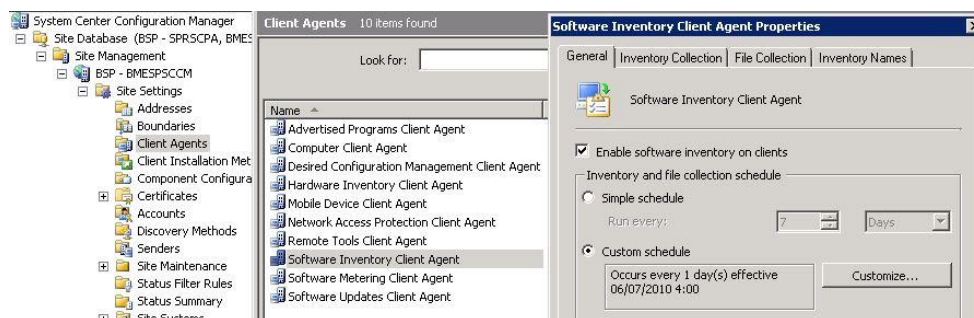 System Center Configuration Manager
Site Database (BSP - SPRSCPA, BMES
Site Management
BSP - BMESPSCCM
Site Settings
Addresses
Boundaries
Client Agents
Client Installation Met
Component Configura
Certificates
Accounts
Discovery Methods
Senders
Site Maintenance
Status Filter Rules
Status Summary
Site Systems
Client Agents 10 items found
Look for:
Name
Advertised Programs Client Agent
Computer Client Agent
Desired Configuration Management Client Agent
Hardware Inventory Client Agent
Mobile Device Client Agent
Network Access Protection Client Agent
Remote Tools Client Agent
Software Inventory Client Agent
Software Metering Client Agent
Software Updates Client Agent
Software Inventory Client Agent Properties
General Inventory Collection File Collection Inventory Names
Software Inventory Client Agent
Enable software inventory on clients
Inventory and file collection schedule
Simple schedule
Run every: 7 Days
Custom schedule
Occurs every 1 day(s) effective
06/07/2010 4:00
Customize...